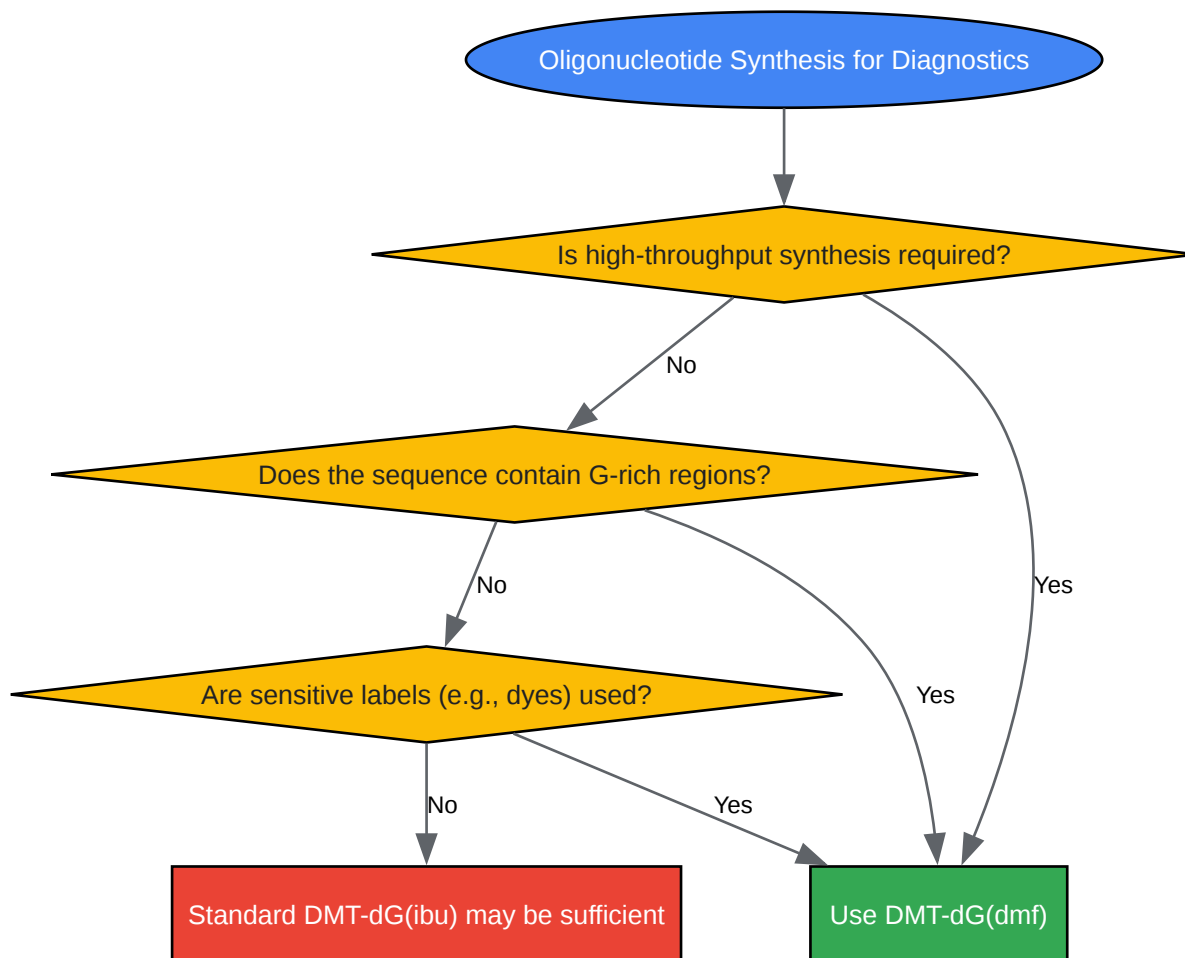 Oligonucleotide Synthesis for Diagnostics
Is high-throughput synthesis required?
No
Does the sequence contain G-rich regions?
No
Yes
Are sensitive labels (e.g., dyes) used?
Yes
No
Yes
Standard DMT-dG(ibu) may be sufficient
Use DMT-dG(dmf)